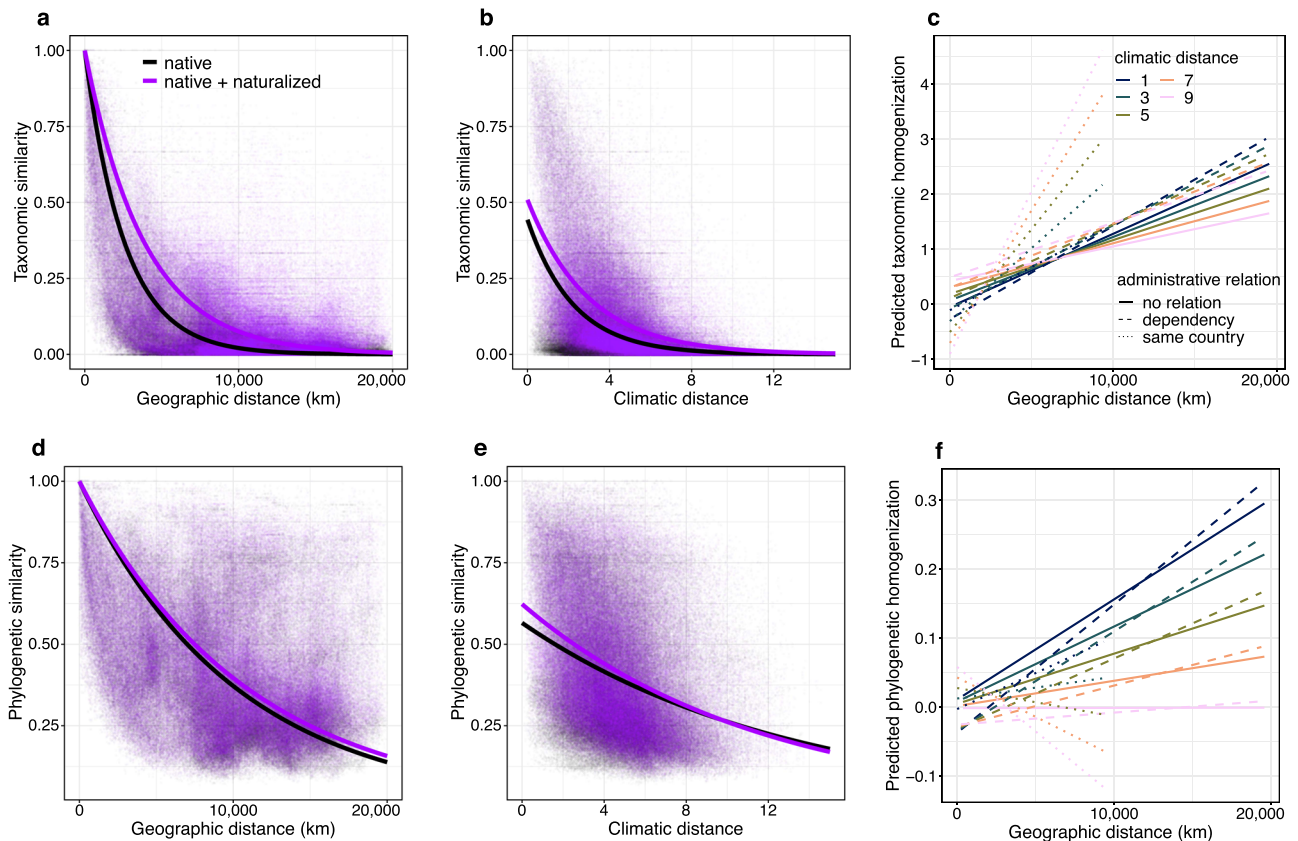 a
1.00
0.75
0.50
0.25
0.00
Taxonomic similarity
native
native + naturalized
0
10,000
20,000
Geographic distance (km)
b
1.00
0.75
0.50
0.25
0.00
Taxonomic similarity
0
4
8
12
Climatic distance
c
4
3
2
1
0
−1
Predicted taxonomic homogenization
climatic distance
1
7
3
9
5
administrative relation
no relation
dependency
same country
0
10,000
20,000
Geographic distance (km)
d
1.00
0.75
0.50
0.25
Phylogenetic similarity
0
10,000
20,000
Geographic distance (km)
e
1.00
0.75
0.50
0.25
Phylogenetic similarity
0
4
8
12
Climatic distance
f
0.3
0.2
0.1
0.0
−0.1
Predicted phylogenetic homogenization
0
10,000
20,000
Geographic distance (km)